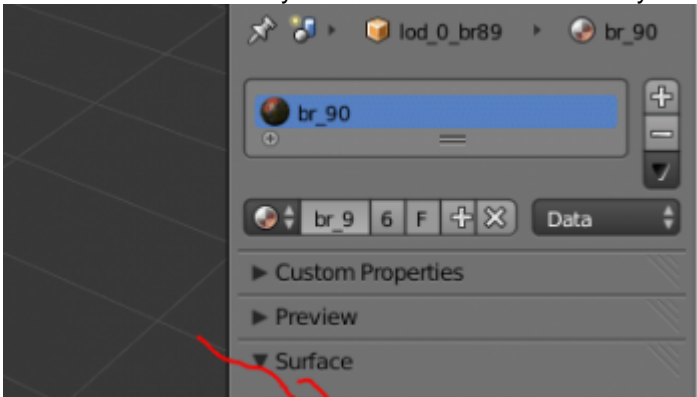 lod_0_br89 br_90
br_90
br_9 6 F Data
Custom Properties
Preview
Surface